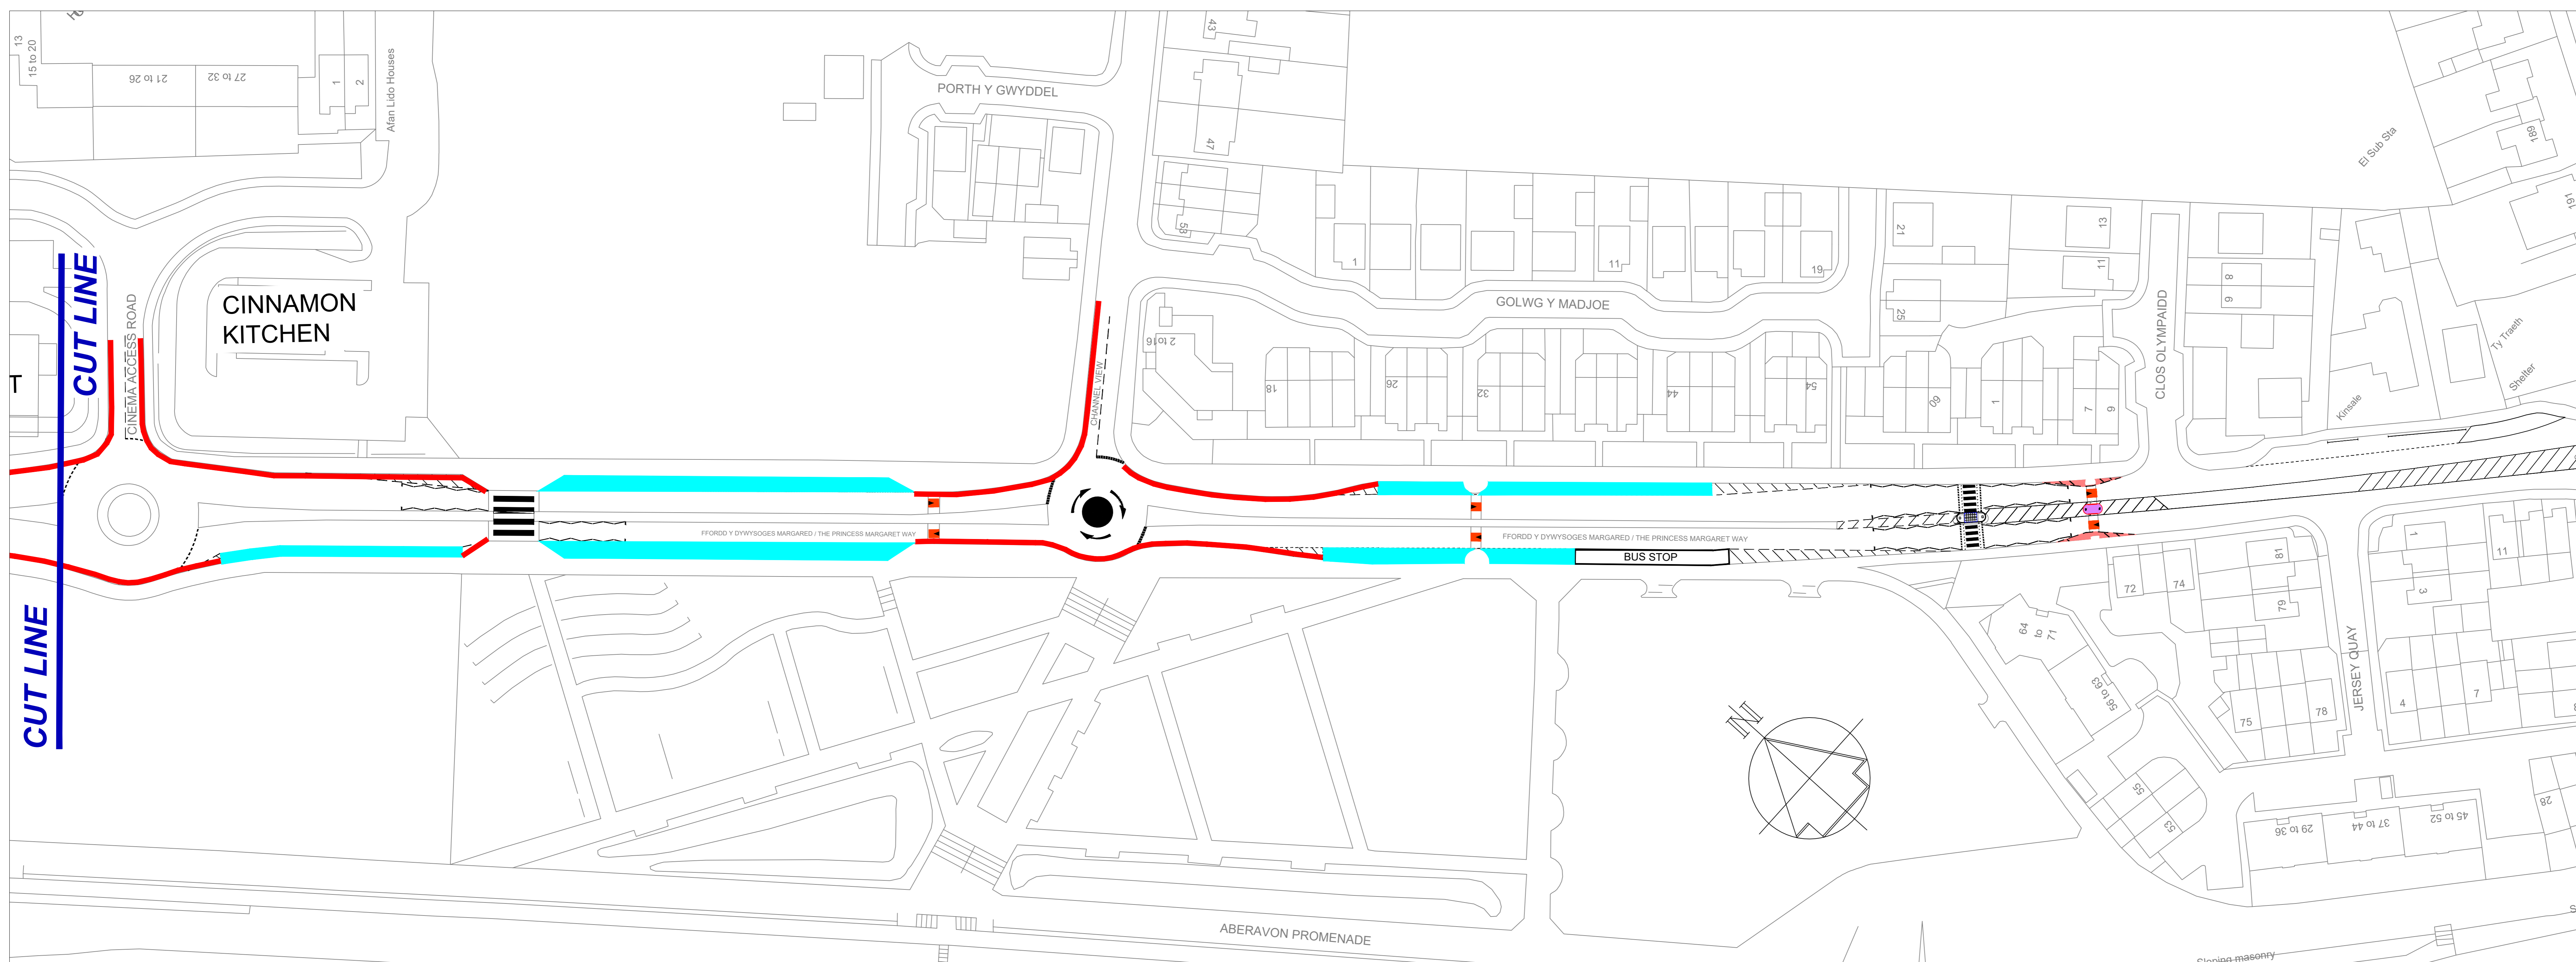 13
15 to 20
21 to 26
27 to 32
1
2
Afan Lido Houses
PORTH Y GWYDDEL
43
47
53
El Sub Sta
189
191
CUT LINE
CINEMA ACCESS ROAD
CINNAMON
KITCHEN
T
1
11
19
GOLWG Y MADJOE
21
25
13
11
CLOS OLYMPAIDD
8
6
Ty Traeth
Shelter
Kinsale
CHANNEL VIEW
2 to 16
18
26
32
44
54
60
1
7
9
FFORDD Y DYWYSOGES MARGARED / THE PRINCESS MARGARET WAY
FFORDD Y DYWYSOGES MARGARED / THE PRINCESS MARGARET WAY
BUS STOP
CUT LINE
N
72
74
81
79
64
to
71
56 to 63
75
78
JERSEY QUAY
1
3
11
4
7
55
53
29 to 36
37 to 44
45 to 52
28
ABERAVON PROMENADE
Sloping masonry